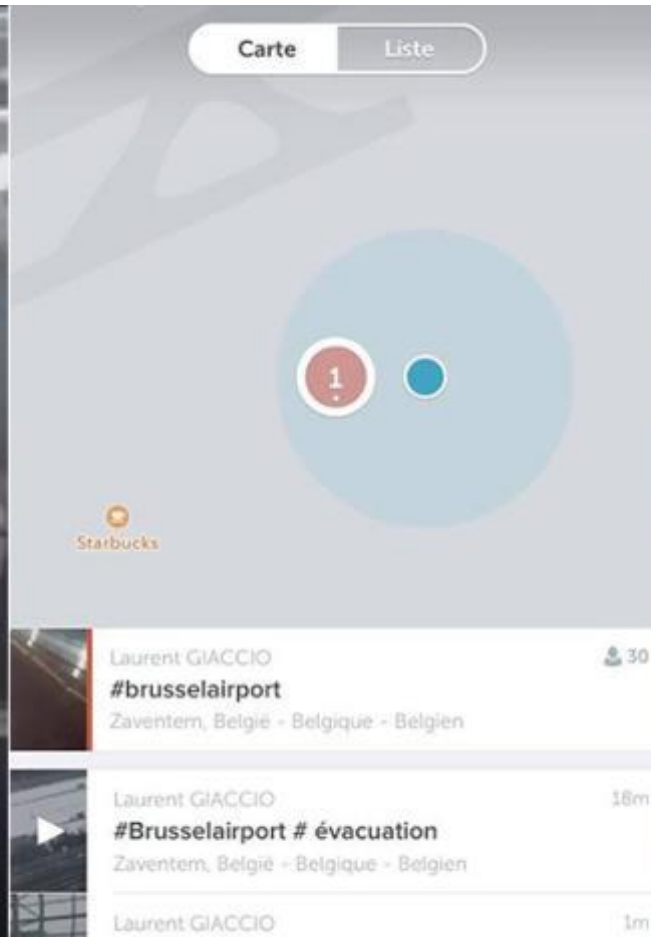 Carte
Liste
1
Starbucks
Laurent GIACCIO
30
#brusselairport
Zaventem, België - Belgique - Belgien
Laurent GIACCIO
18m
#Brusselairport # évacuation
Zaventem, België - Belgique - Belgien
Laurent GIACCIO
1m